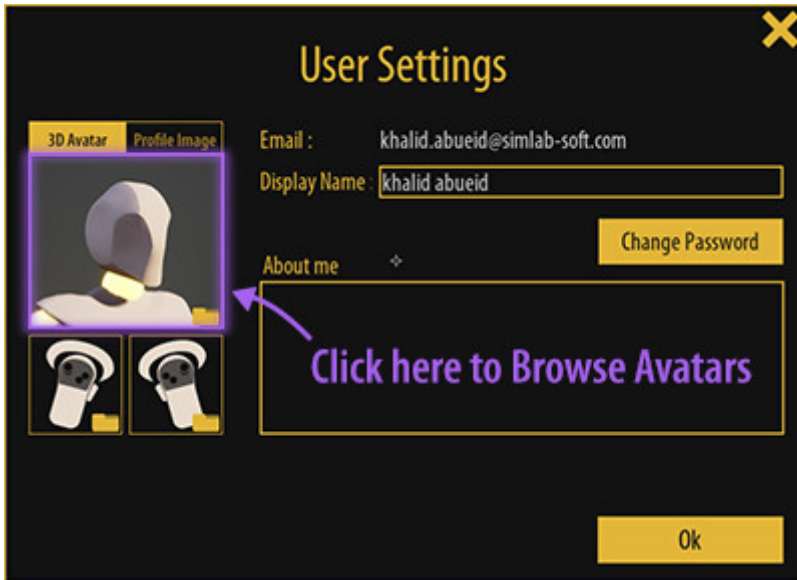 User Settings
3D Avatar Profile Image
Email : khalid.abueid@simlab-soft.com
Display Name : khalid abueid
Change Password
About me
Click here to Browse Avatars
Ok